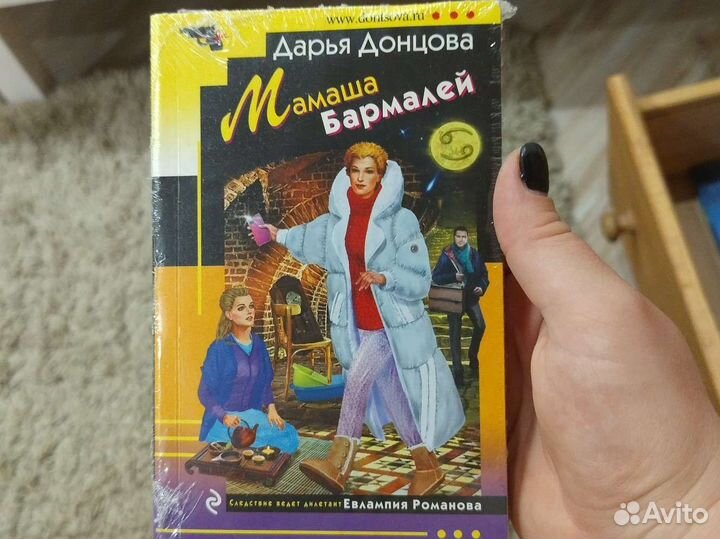 www.dontsova.ru
Дарья Донцова
Мамаша
Бармалей
Следствие ведет дилетант Евлампия Романова
Avito